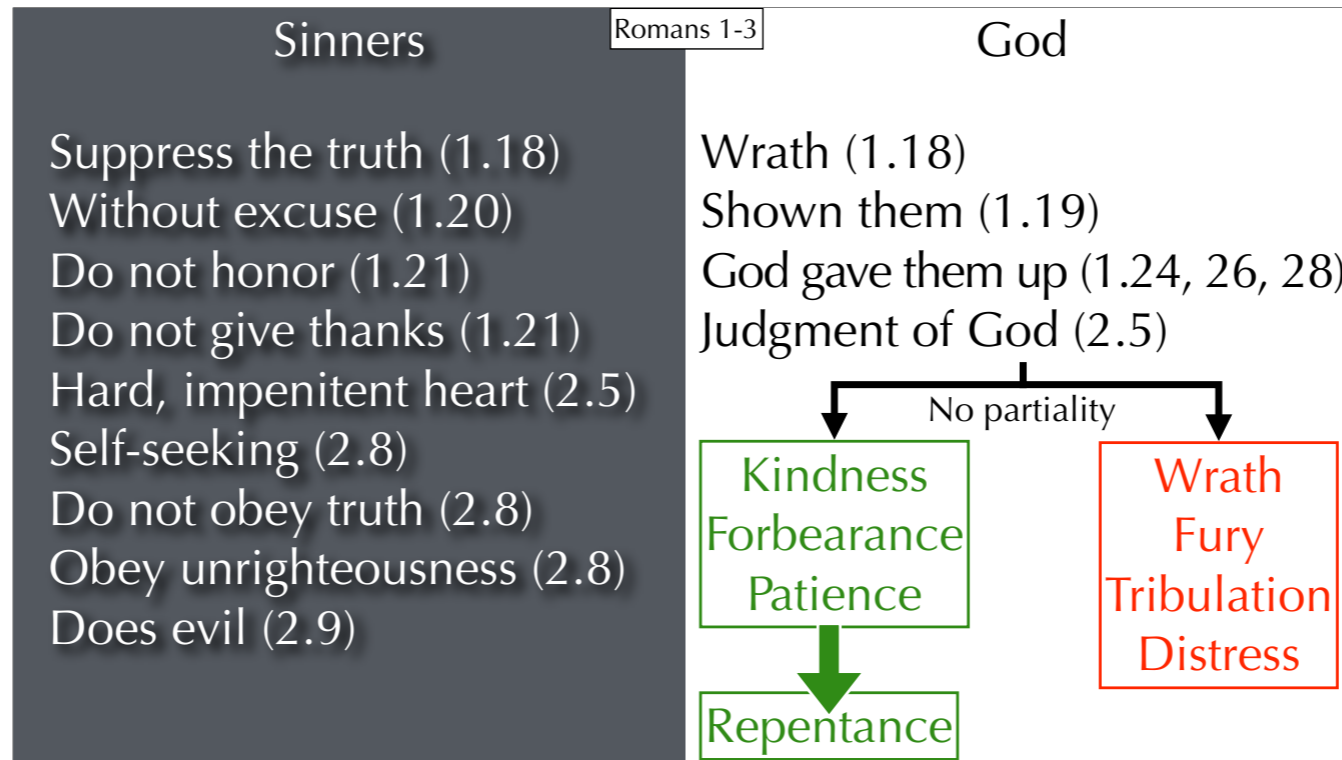 Romans 1-3
Sinners
Suppress the truth (1.18)
Without excuse (1.20)
Do not honor (1.21)
Do not give thanks (1.21)
Hard, impenitent heart (2.5)
Self-seeking (2.8)
Do not obey truth (2.8)
Obey unrighteousness (2.8)
Does evil (2.9)
God
Wrath (1.18)
Shown them (1.19)
God gave them up (1.24, 26, 28)
Judgment of God (2.5)
No partiality
Kindness
Forbearance
Patience
Repentance
Wrath
Fury
Tribulation
Distress